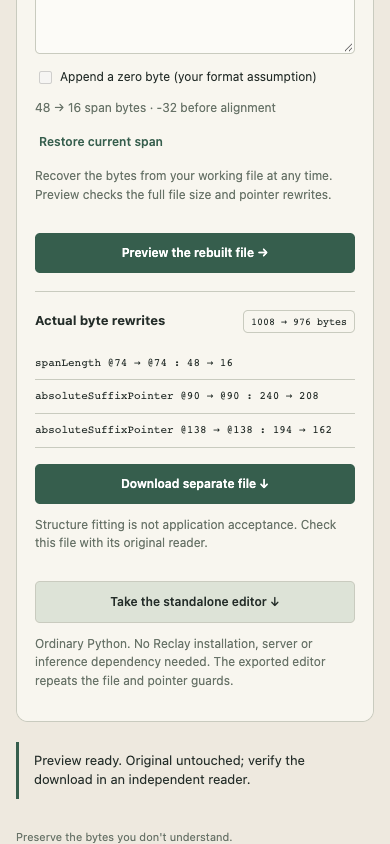 Append a zero byte (your format assumption)
48 → 16 span bytes · -32 before alignment
Restore current span
Recover the bytes from your working file at any time.
Preview checks the full file size and pointer rewrites.
Preview the rebuilt file →
Actual byte rewrites
1008 → 976 bytes
spanLength @74 → @74 : 48 → 16
absoluteSuffixPointer @90 → @90 : 240 → 208
absoluteSuffixPointer @138 → @138 : 194 → 162
Download separate file ↓
Structure fitting is not application acceptance. Check
this file with its original reader.
Take the standalone editor ↓
Ordinary Python. No Reclay installation, server or
inference dependency needed. The exported editor
repeats the file and pointer guards.
Preview ready. Original untouched; verify the
download in an independent reader.
Preserve the bytes you don't understand.